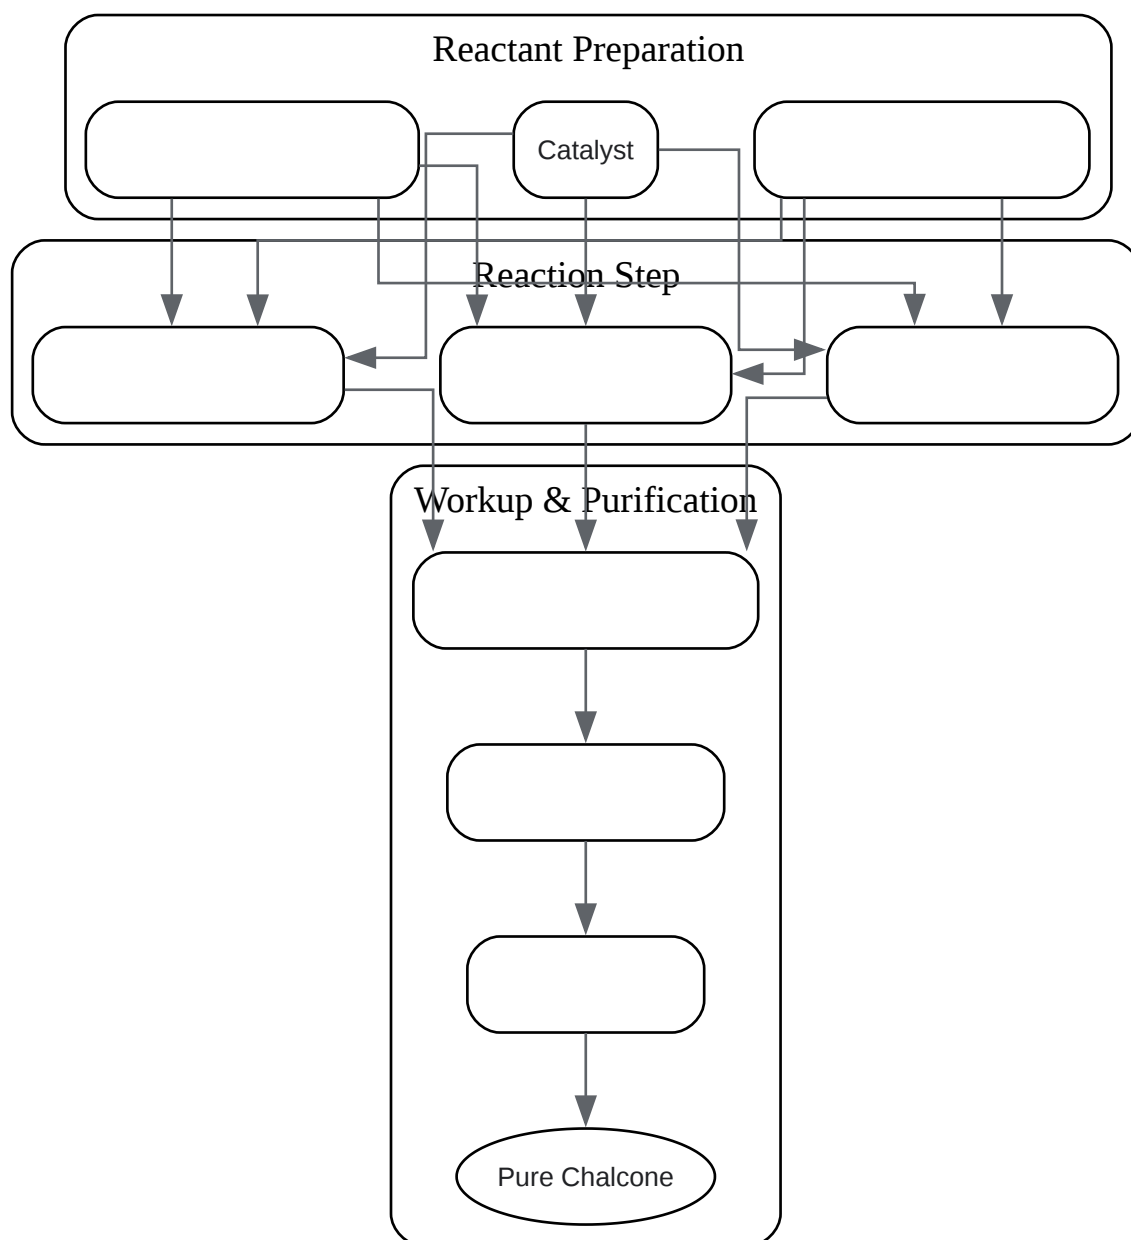 Reactant Preparation
Catalyst
Reaction Step
Workup & Purification
Pure Chalcone